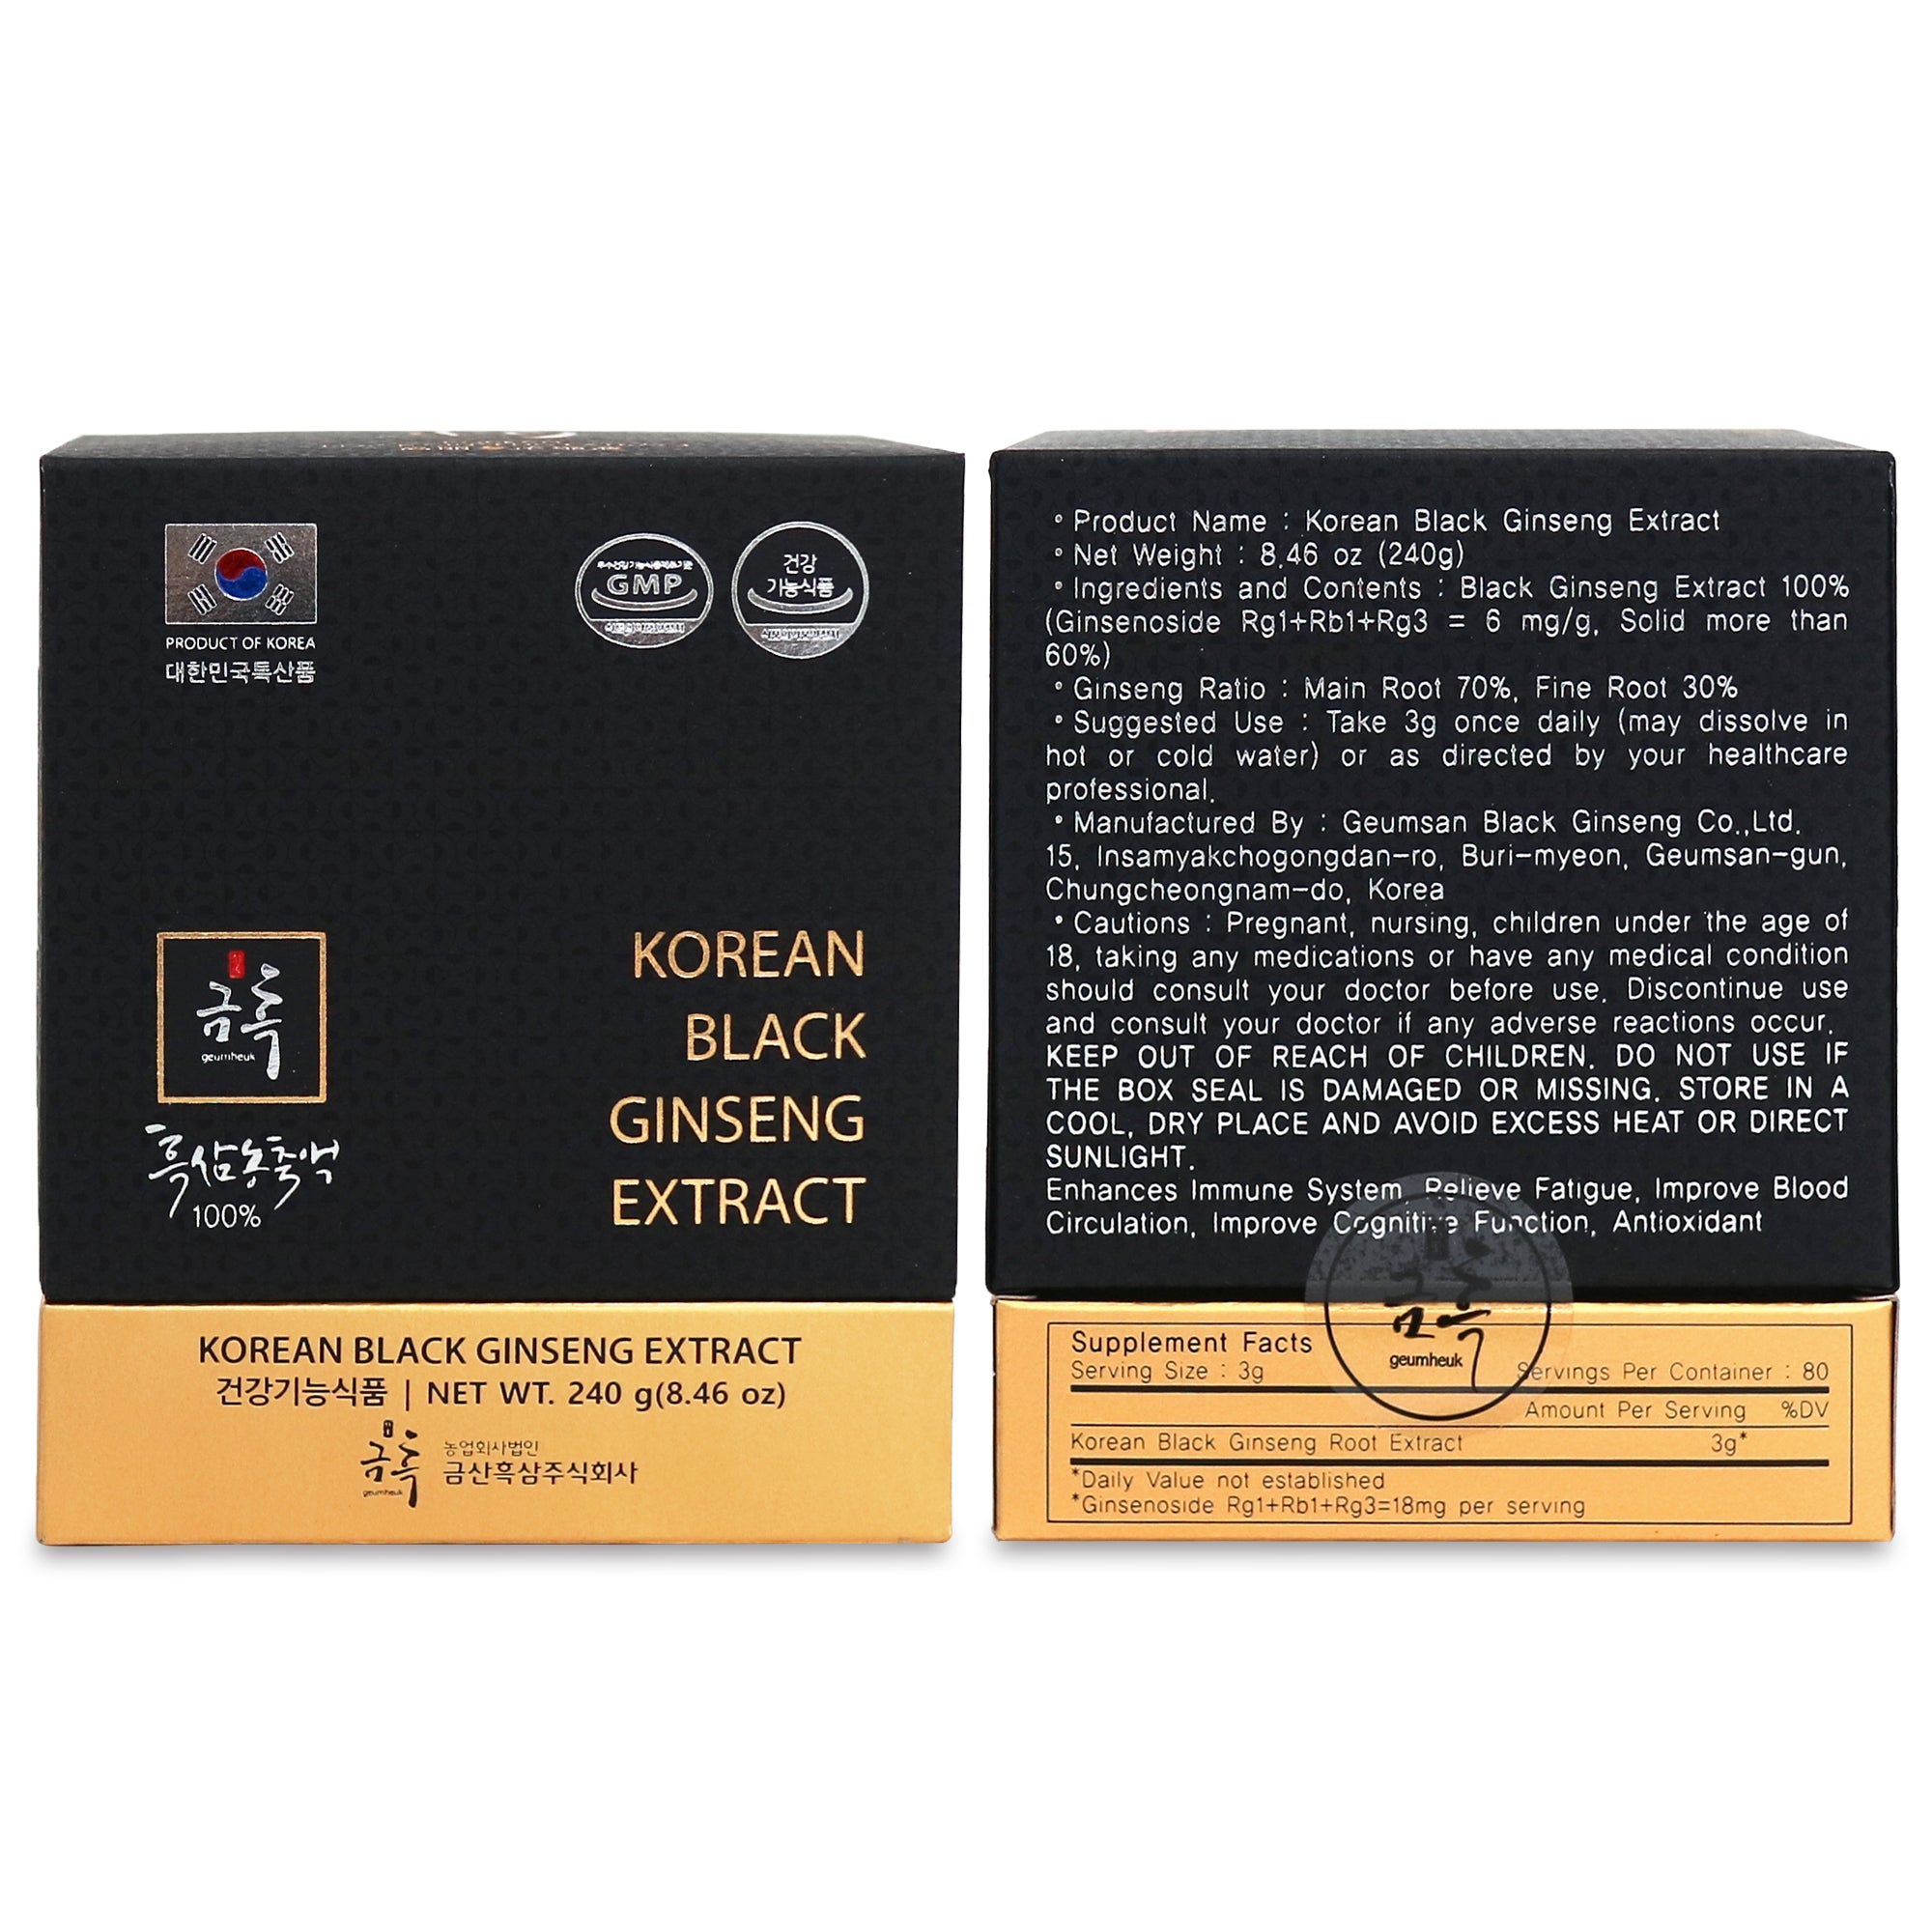 PRODUCT OF KOREA
대한민국특산품
GMP
건강
기능식품
금흑
geumheuk
흑삼농축액
100%
KOREAN
BLACK
GINSENG
EXTRACT
KOREAN BLACK GINSENG EXTRACT
건강기능식품 | NET WT. 240 g(8.46 oz)
금흑
geumheuk
농업회사법인
금산흑삼주식회사
• Product Name : Korean Black Ginseng Extract
• Net Weight : 8.46 oz (240g)
• Ingredients and Contents : Black Ginseng Extract 100%
(Ginsenoside Rg1+Rb1+Rg3 = 6 mg/g, Solid more than
60%)
• Ginseng Ratio : Main Root 70%, Fine Root 30%
• Suggested Use : Take 3g once daily (may dissolve in
hot or cold water) or as directed by your healthcare
professional.
• Manufactured By : Geumsan Black Ginseng Co.,Ltd.
15, Insamyakchogongdan-ro, Buri-myeon, Geumsan-gun,
Chungcheongnam-do, Korea
• Cautions : Pregnant, nursing, children under the age of
18, taking any medications or have any medical condition
should consult your doctor before use. Discontinue use
and consult your doctor if any adverse reactions occur.
KEEP OUT OF REACH OF CHILDREN. DO NOT USE IF
THE BOX SEAL IS DAMAGED OR MISSING. STORE IN A
COOL, DRY PLACE AND AVOID EXCESS HEAT OR DIRECT
SUNLIGHT.
Enhances Immune System, Relieve Fatigue, Improve Blood
Circulation, Improve Cognitive Function, Antioxidant
금흑
geumheuk
Supplement Facts
Serving Size : 3g Servings Per Container : 80
Amount Per Serving %DV
Korean Black Ginseng Root Extract 3g*
*Daily Value not established
*Ginsenoside Rg1+Rb1+Rg3=18mg per serving